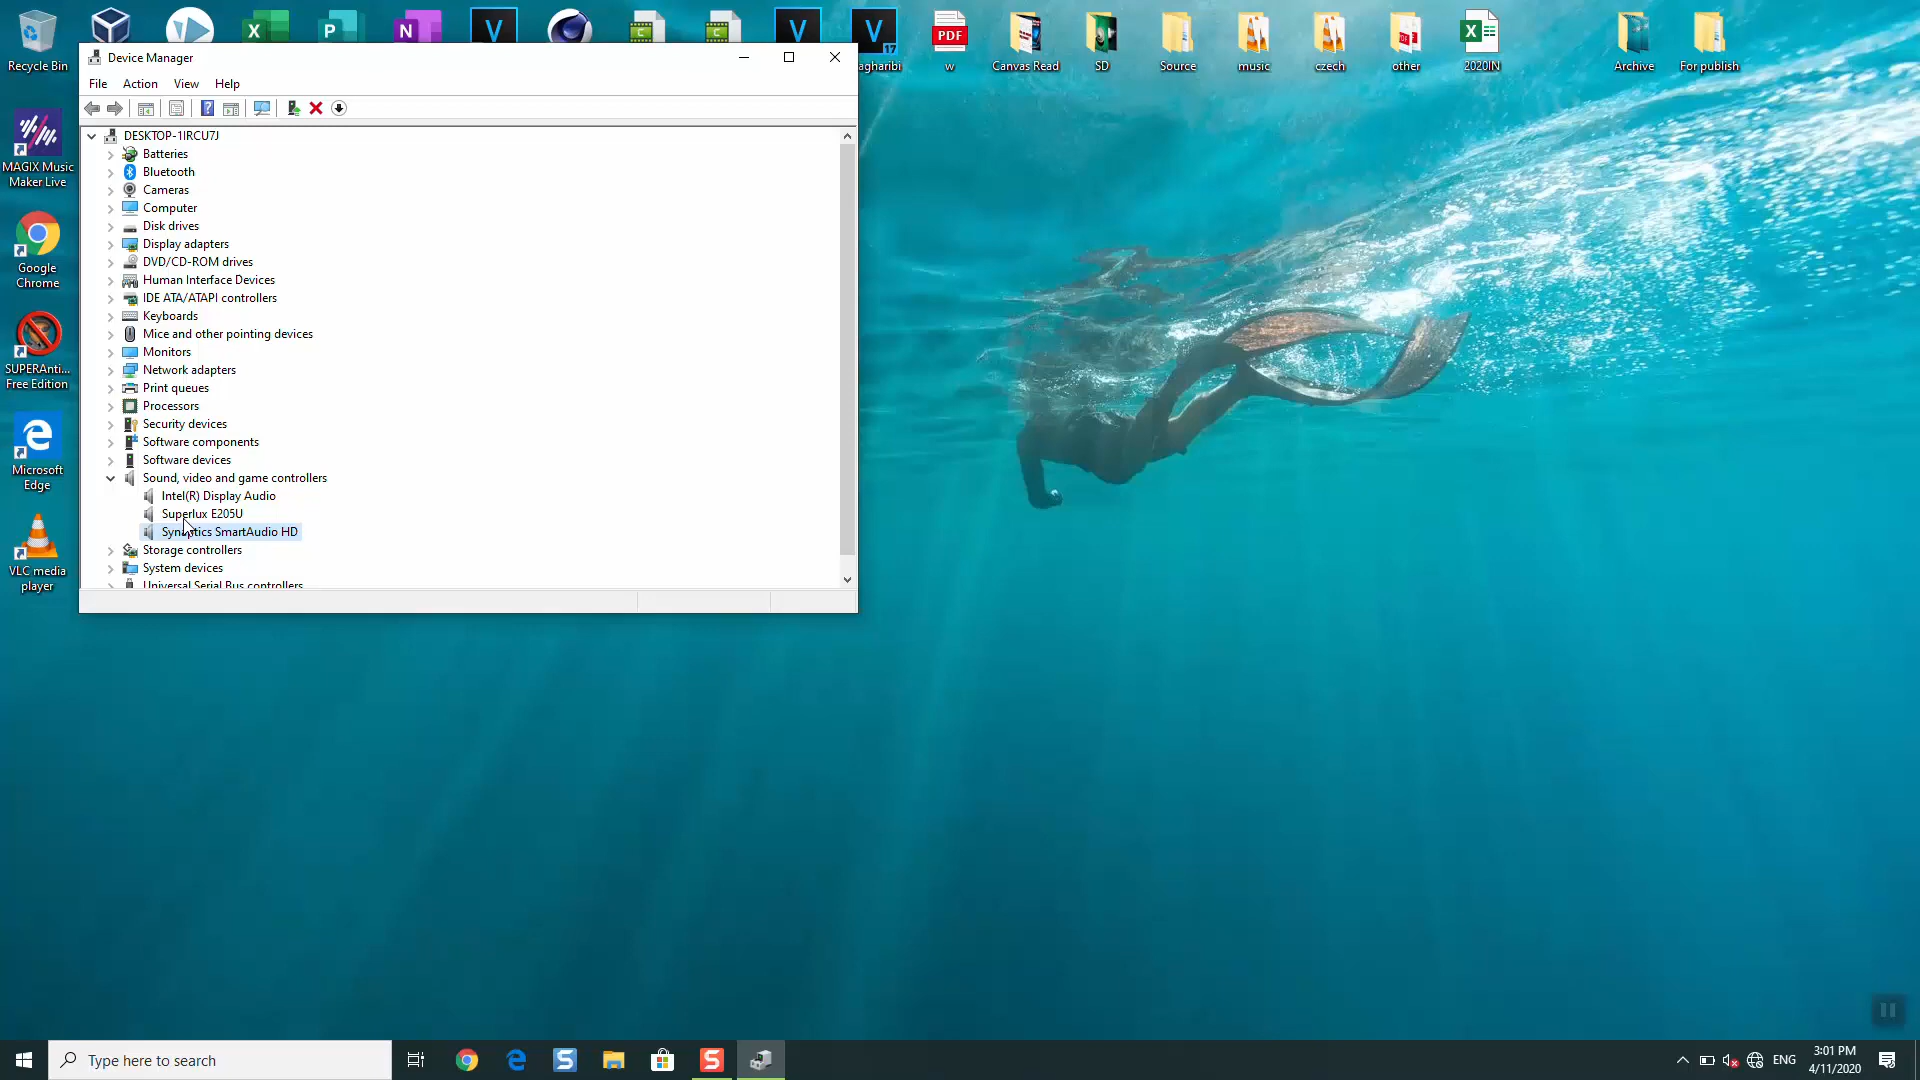 Recycle Bin
MAGIX Music
Maker Live
Google
Chrome
SUPERAnti...
Free Edition
Microsoft
Edge
VLC media
player
X
P
N
V
C
C
V
V
17
agharibi
PDF
w
Canvas Read
SD
Source
music
czech
PDF
other
X
2020IN
Archive
For publish
Device Manager
File Action View Help
DESKTOP-1IRCU7J
Batteries
Bluetooth
Cameras
Computer
Disk drives
Display adapters
DVD/CD-ROM drives
Human Interface Devices
IDE ATA/ATAPI controllers
Keyboards
Mice and other pointing devices
Monitors
Network adapters
Print queues
Processors
Security devices
Software components
Software devices
Sound, video and game controllers
Intel(R) Display Audio
Superlux E205U
Synaptics SmartAudio HD
Storage controllers
System devices
Universal Serial Bus controllers
Type here to search
S
S
ENG
3:01 PM
4/11/2020